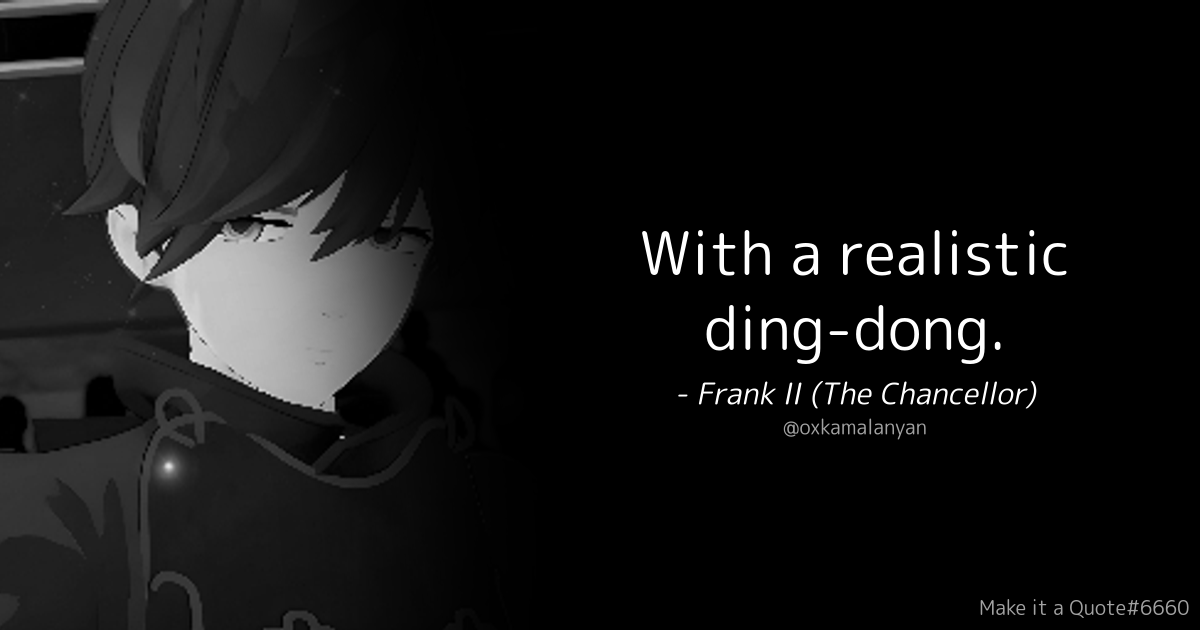 With a realistic
ding-dong.
- Frank II (The Chancellor)
@oxkamalanyan
Make it a Quote#6660